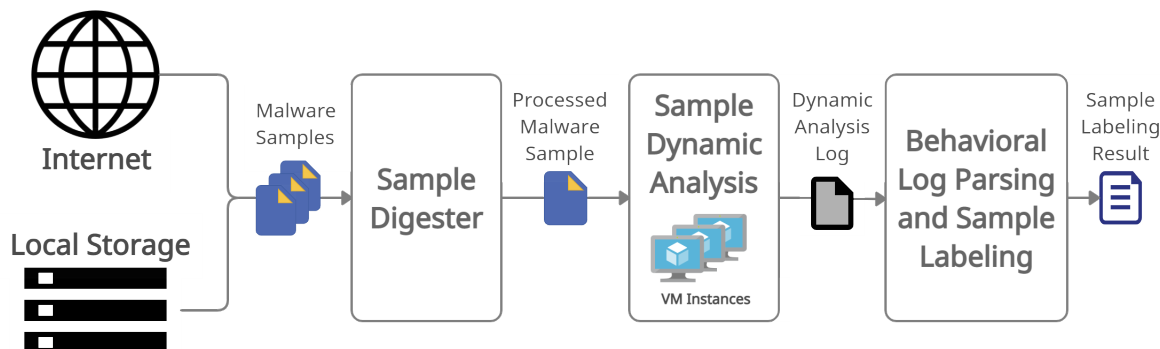 Internet
Local Storage
Malware
Samples
Sample
Digester
Processed
Malware
Sample
Sample
Dynamic
Analysis
VM Instances
Dynamic
Analysis
Log
Behavioral
Log Parsing
and Sample
Labeling
Sample
Labeling
Result